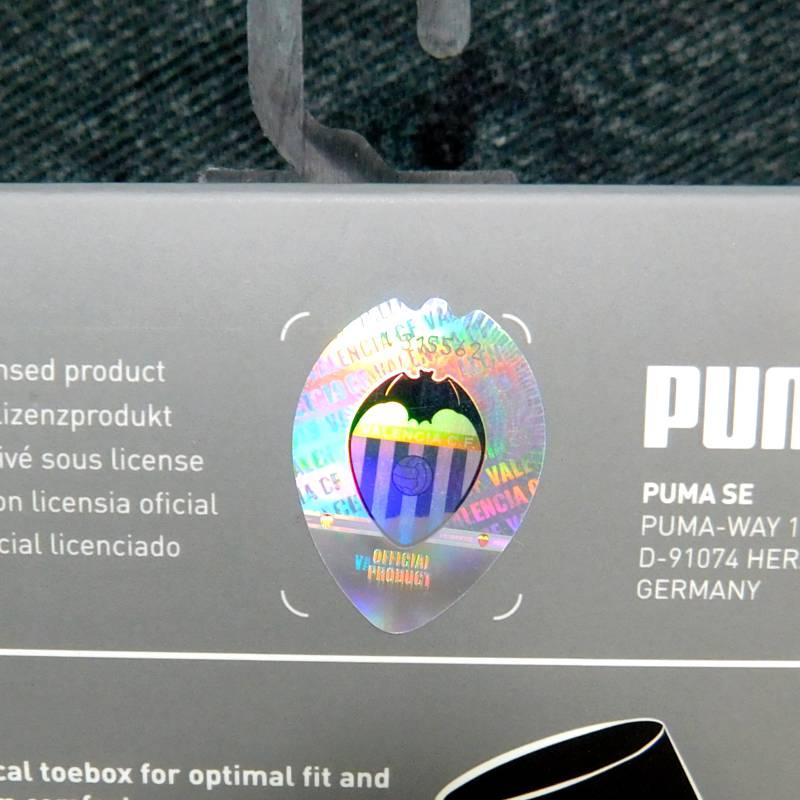 nsed product
Lizenzprodukt
ivé sous license
on licensia oficial
cial licenciado
VALENCIA CF
VALENCIA C.F.
OFFICIAL
PRODUCT
PUM
PUMA SE
PUMA-WAY 1
D-91074 HER
GERMANY
cal toebox for optimal fit and